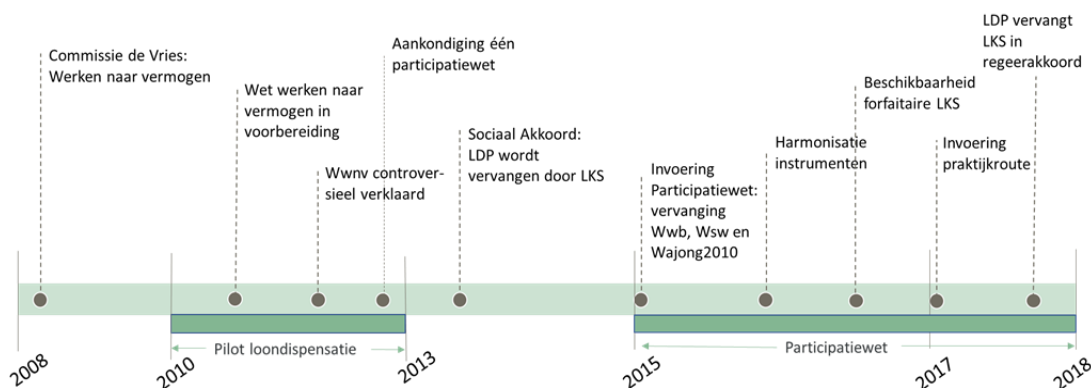 Commissie de Vries:
Werken naar vermogen
Wet werken naar
vermogen in
voorbereiding
Wwnv controver-
sieel verklaard
Aankondiging één
participatiewet
Sociaal Akkoord:
LDP wordt
vervangen door LKS
Invoering
Participatiewet:
vervanging
Wwb, Wsw en
Wajong2010
Harmonisatie
instrumenten
Beschikbaarheid
forfaitaire LKS
Invoering
praktijkroute
LDP vervangt
LKS in
regeerakkoord
Pilot loondispensatie
Participatiewet
2008
2010
2013
2015
2017
2018